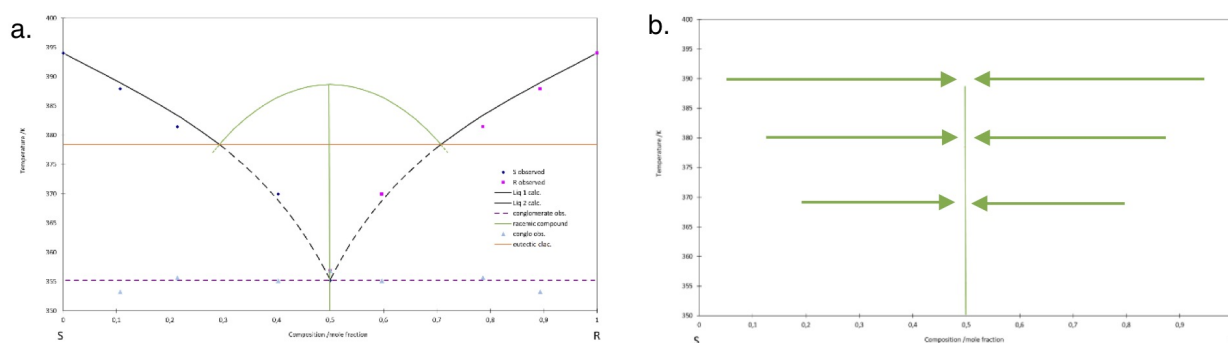 a.
400
395
390
385
380
375
370
365
360
355
350
Temperature /K
S observed
R observed
Liq 1 calc.
Liq 2 calc.
conglomerate obs.
racemic compound
congle obs.
eutectic clac.
0
0,1
0,2
0,3
0,4
0,5
0,6
0,7
0,8
0,9
1
Composition /mole fraction
S
R
b.
400
395
390
385
380
375
370
365
360
355
350
Temperature /K
0
0,1
0,2
0,3
0,4
0,5
0,6
0,7
0,8
0,9
Composition /mole fraction
S